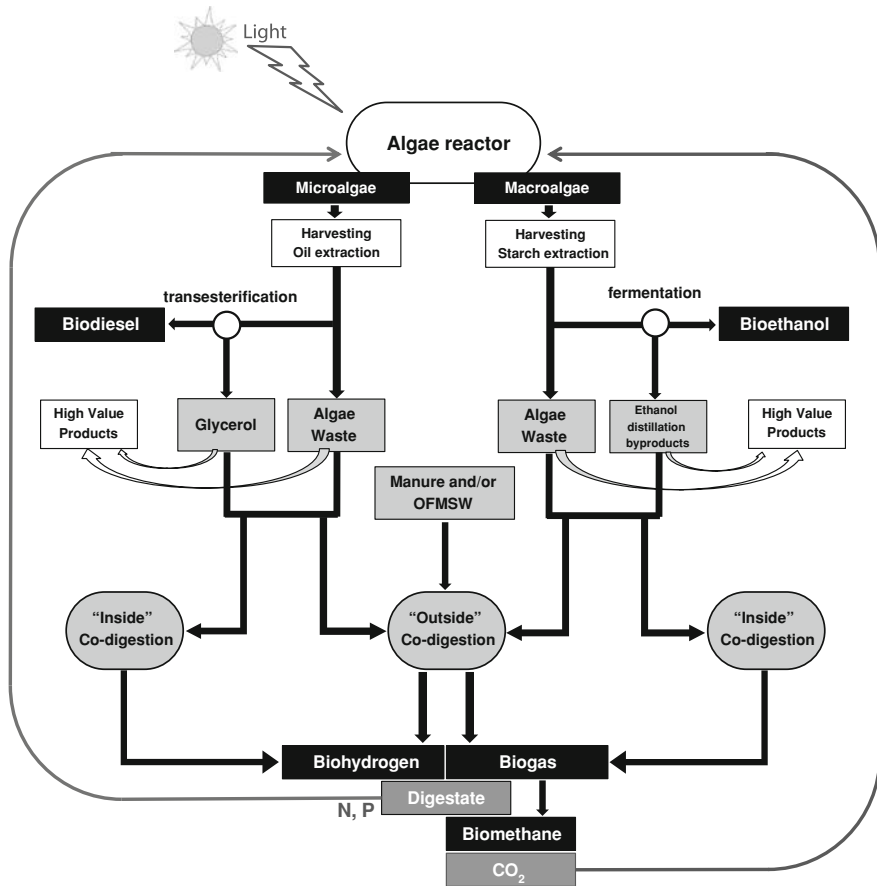 Light
Algae reactor
Microalgae
Macroalgae
Harvesting
Oil extraction
Harvesting
Starch extraction
transesterification
fermentation
Biodiesel
Bioethanol
High Value
Products
Glycerol
Algae
Waste
Algae
Waste
Ethanol
distillation
byproducts
High Value
Products
Manure and/or
OFMSW
“Inside”
Co-digestion
“Outside”
Co-digestion
“Inside”
Co-digestion
Biohydrogen
Biogas
Digestate
N, P
Biomethane
CO₂